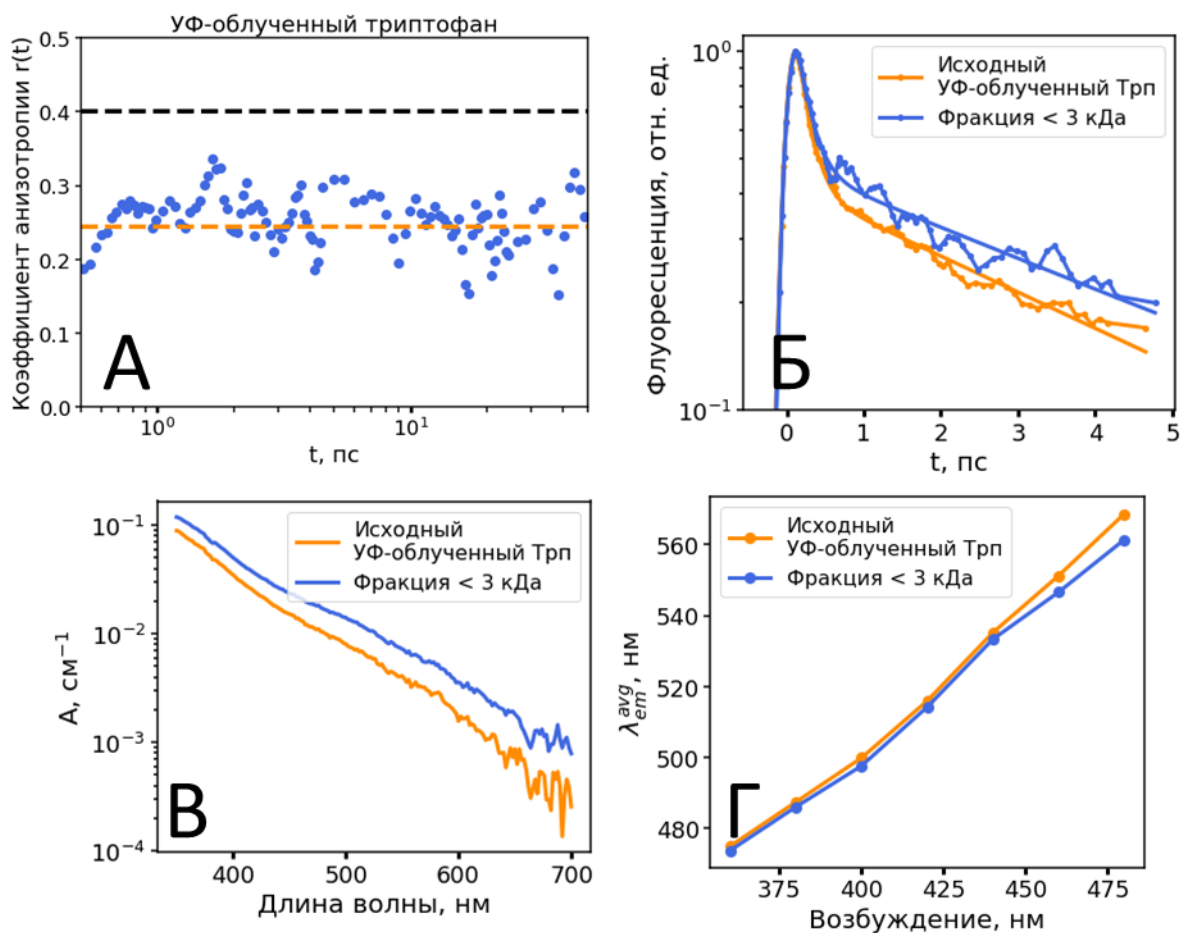 УФ-облученный триптофан
Коэффициент анизотропии r(t)
0.5
0.4
0.3
0.2
0.1
0.0
А
10⁰
10¹
t, пс
Флуоресценция, отн. ед.
10⁰
10⁻¹
Исходный
УФ-облученный Трп
Фракция < 3 кДа
Б
0
1
2
3
4
5
t, пс
A, см⁻¹
10⁻¹
10⁻²
10⁻³
10⁻⁴
Исходный
УФ-облученный Трп
Фракция < 3 кДа
В
400
500
600
700
Длина волны, нм
λ_em^avg, нм
560
540
520
500
480
Исходный
УФ-облученный Трп
Фракция < 3 кДа
Г
375
400
425
450
475
Возбуждение, нм